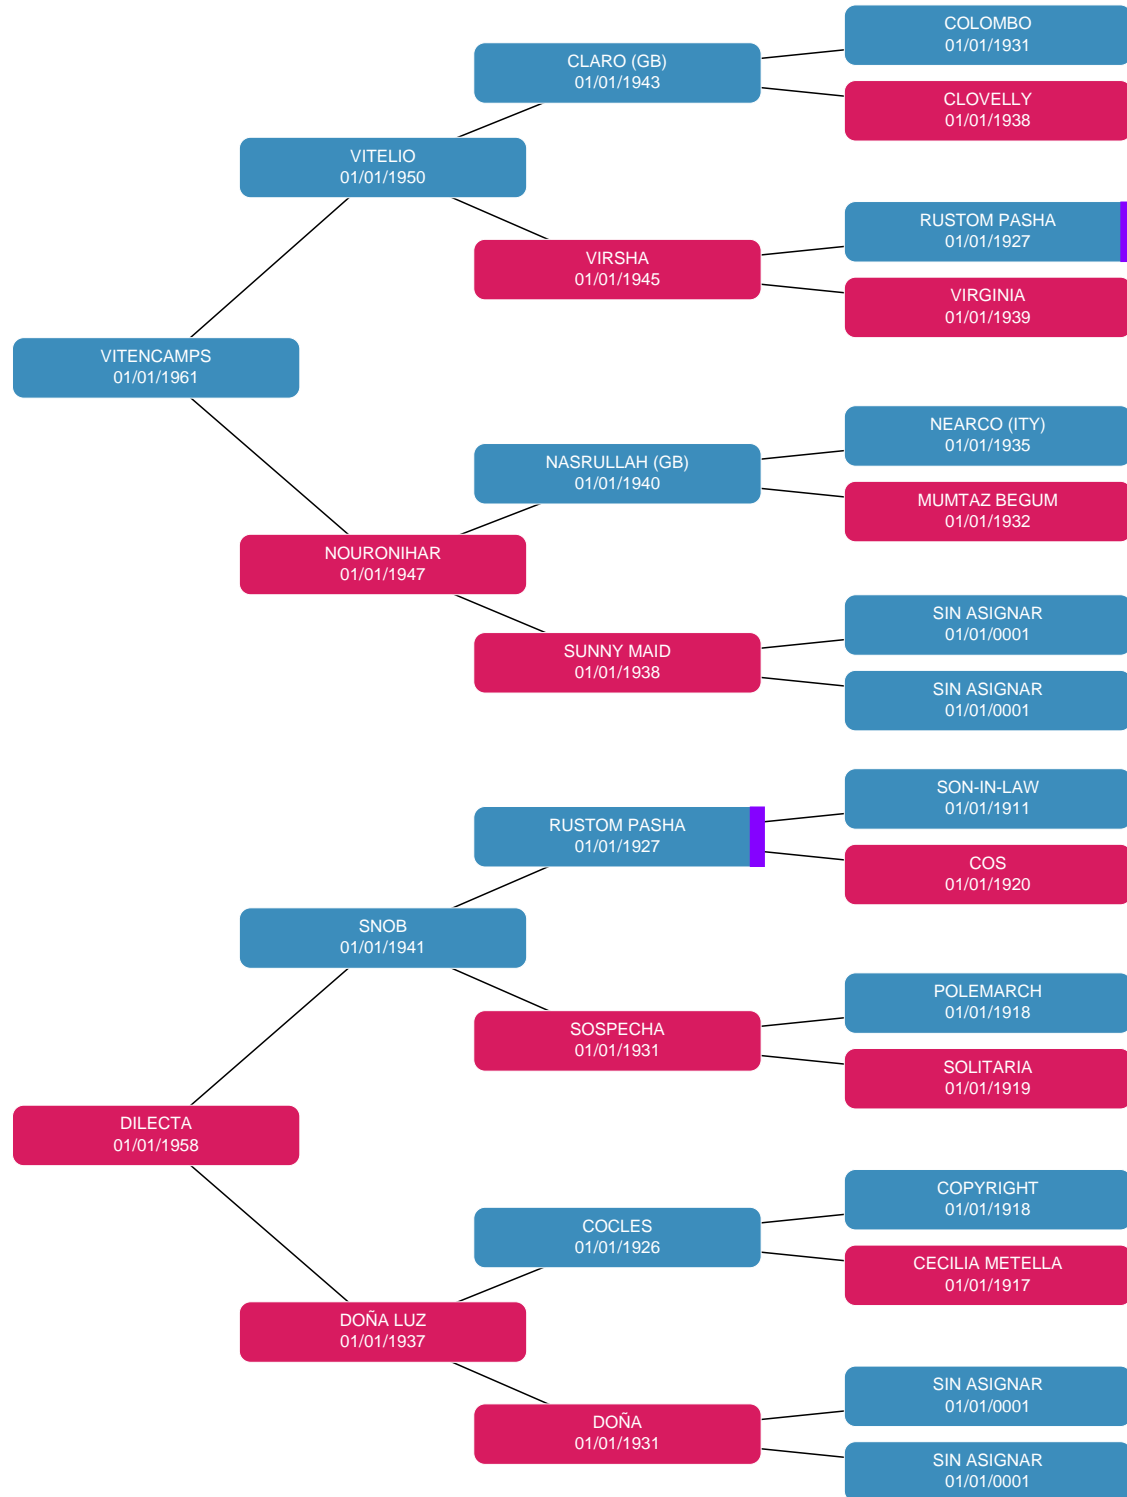 COLOMBO
01/01/1931
CLARO (GB)
01/01/1943
CLOVELLY
01/01/1938
VITELIO
01/01/1950
RUSTOM PASHA
01/01/1927
VIRSHA
01/01/1945
VIRGINIA
01/01/1939
VITENCAMPS
01/01/1961
NEARCO (ITY)
01/01/1935
NASRULLAH (GB)
01/01/1940
MUMTAZ BEGUM
01/01/1932
NOURONIHAR
01/01/1947
SIN ASIGNAR
01/01/0001
SUNNY MAID
01/01/1938
SIN ASIGNAR
01/01/0001
SON-IN-LAW
01/01/1911
RUSTOM PASHA
01/01/1927
COS
01/01/1920
SNOB
01/01/1941
POLEMARCH
01/01/1918
SOSPECHA
01/01/1931
SOLITARIA
01/01/1919
DILECTA
01/01/1958
COPYRIGHT
01/01/1918
COCLES
01/01/1926
CECILIA METELLA
01/01/1917
DOÑA LUZ
01/01/1937
SIN ASIGNAR
01/01/0001
DOÑA
01/01/1931
SIN ASIGNAR
01/01/0001